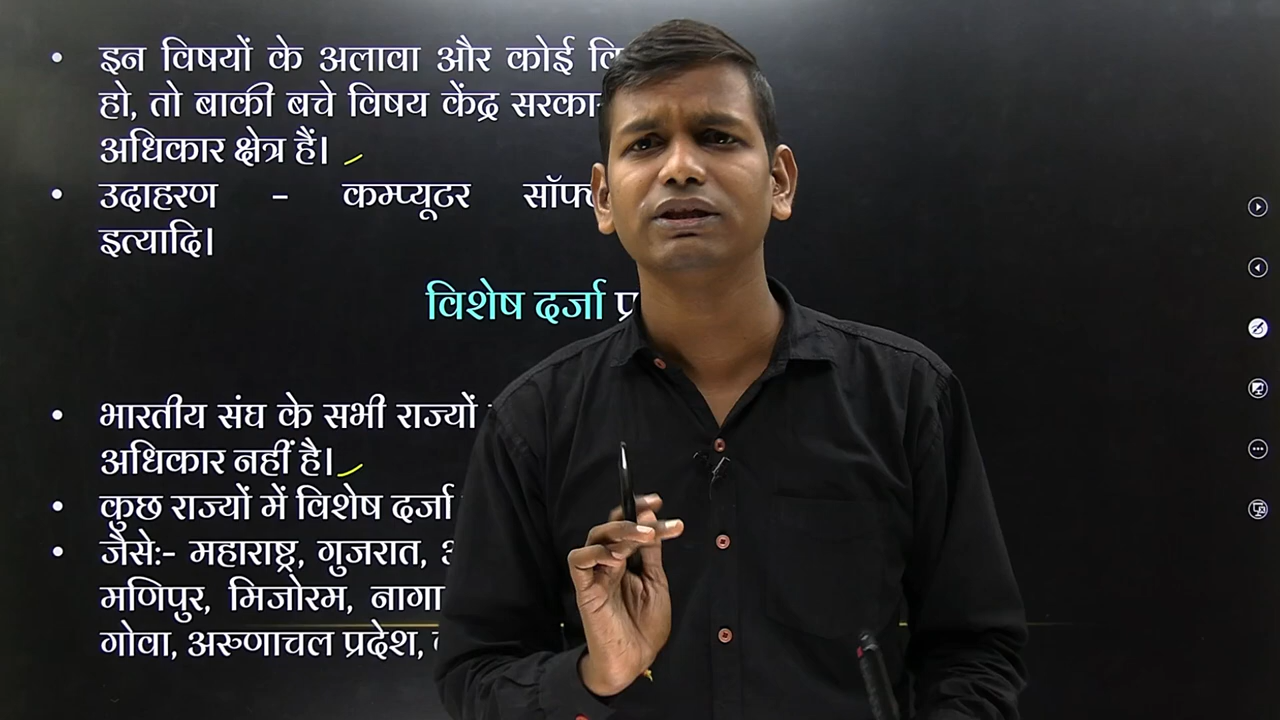 इन विषयों के अलावा और कोई
हो, तो बाकी बचे विषय केंद्र
अधिकार क्षेत्र हैं।
उदाहरण - कम्प्यूटर
इत्यादि।
विशेष दर्जा
भारतीय संघ के सभी राज्यों
अधिकार नहीं है।
कुछ राज्यों में विशेष दर्जा
जैसेः- महाराष्ट्र, गुजरात,
मणिपुर, मिजोरम,
गोवा, अरुणाचल प्रदेश,